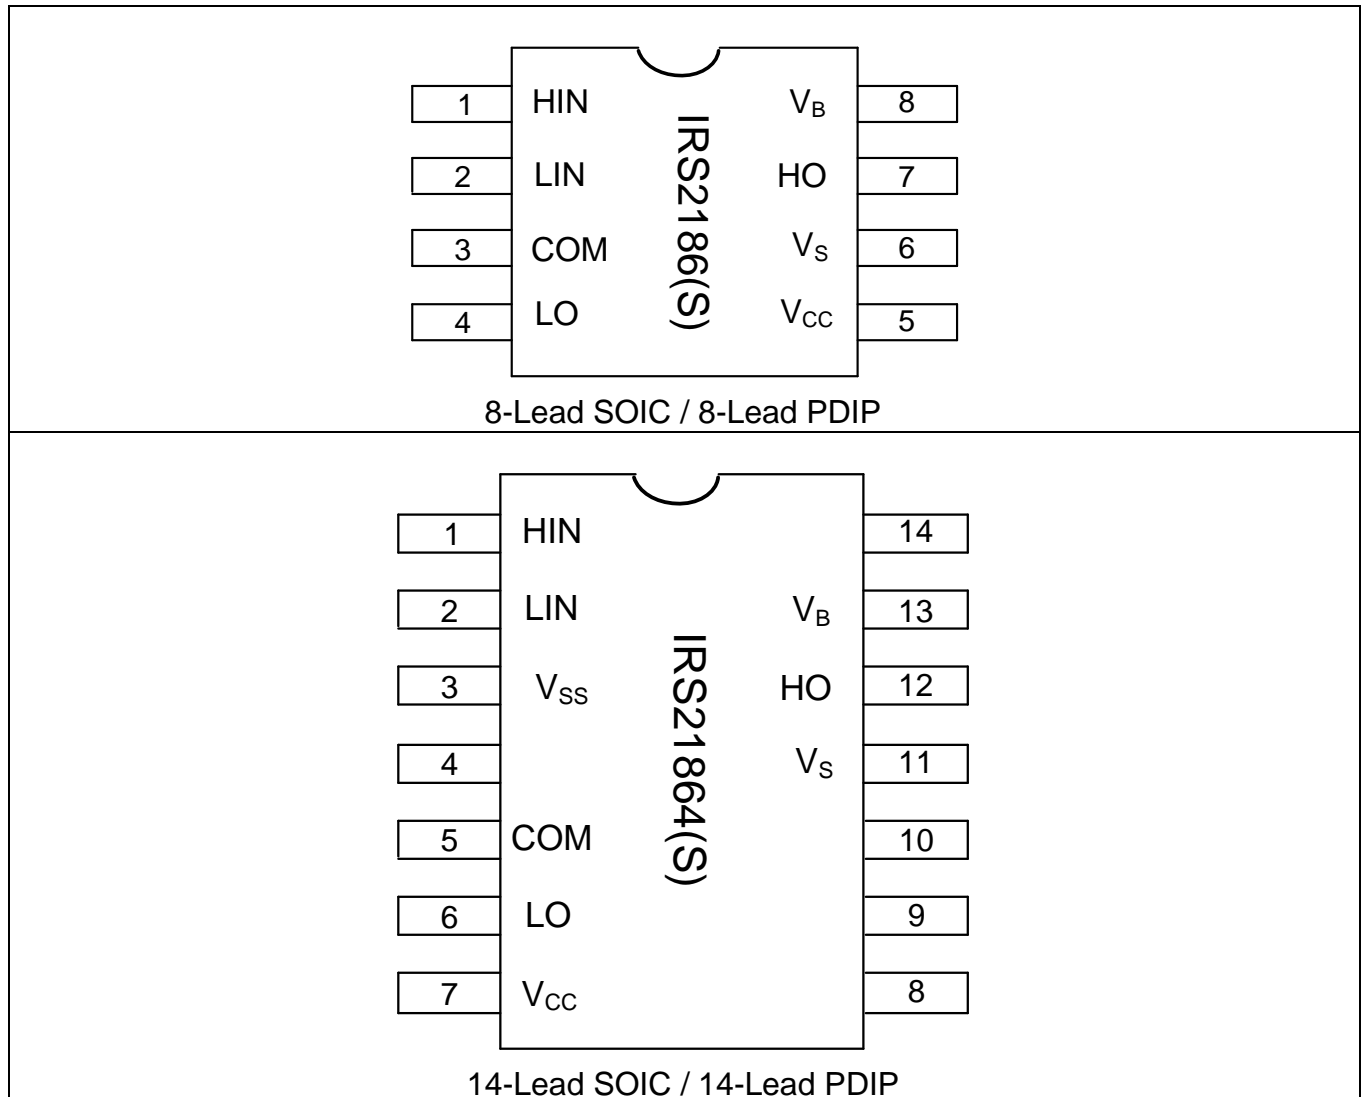 1 HIN V_B 8
2 LIN HO 7
3 COM V_S 6
4 LO V_CC 5
IRS2186(S)
8-Lead SOIC / 8-Lead PDIP
1 HIN 14
2 LIN V_B 13
3 V_SS HO 12
4 V_S 11
5 COM 10
6 LO 9
7 V_CC 8
IRS21864(S)
14-Lead SOIC / 14-Lead PDIP